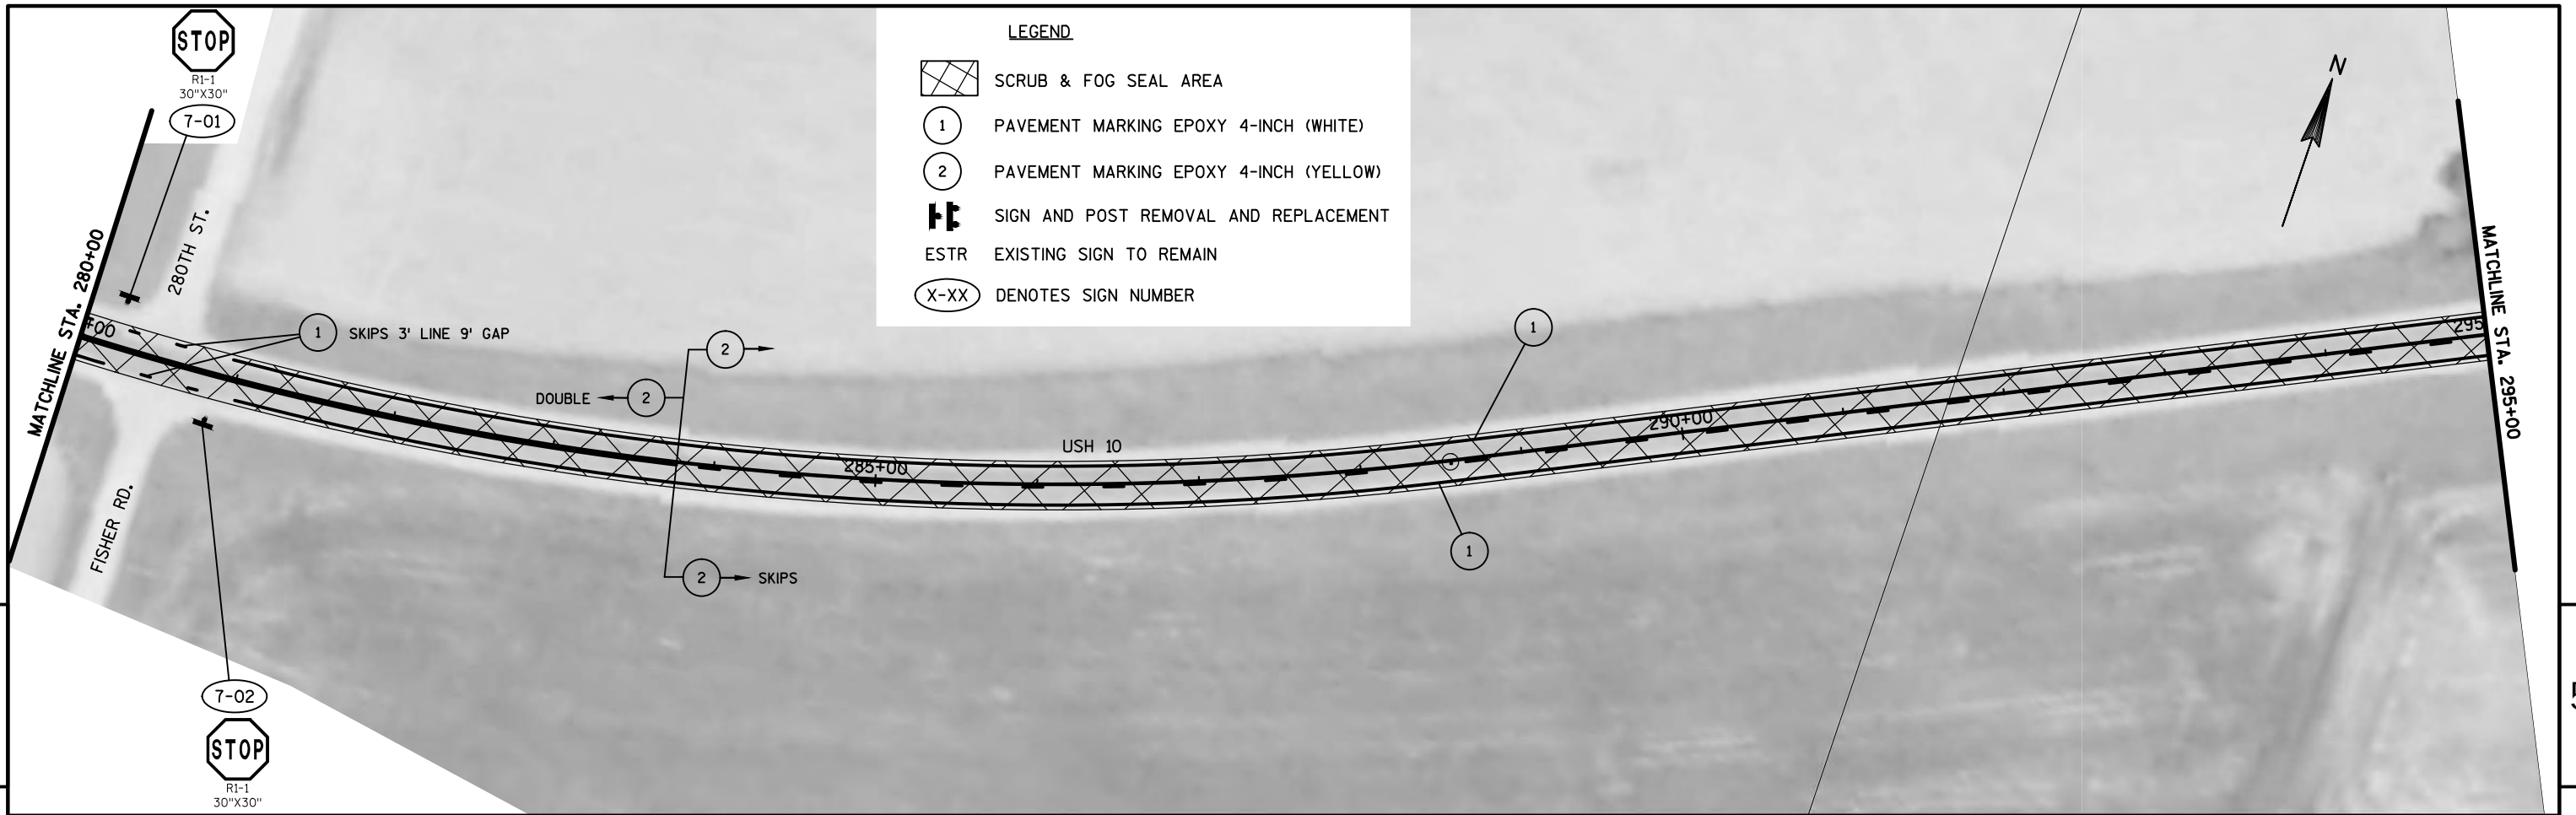 STOP
R1-1
30"X30"
7-01
LEGEND
SCRUB & FOG SEAL AREA
1 PAVEMENT MARKING EPOXY 4-INCH (WHITE)
2 PAVEMENT MARKING EPOXY 4-INCH (YELLOW)
SIGN AND POST REMOVAL AND REPLACEMENT
ESTR EXISTING SIGN TO REMAIN
X-XX DENOTES SIGN NUMBER
N
MATCHLINE STA. 280+00
280TH ST.
+00
1 SKIPS 3' LINE 9' GAP
2
DOUBLE 2
285+00
USH 10
1
290+00
295
MATCHLINE STA. 295+00
FISHER RD.
2 SKIPS
1
7-02
STOP
R1-1
30"X30"